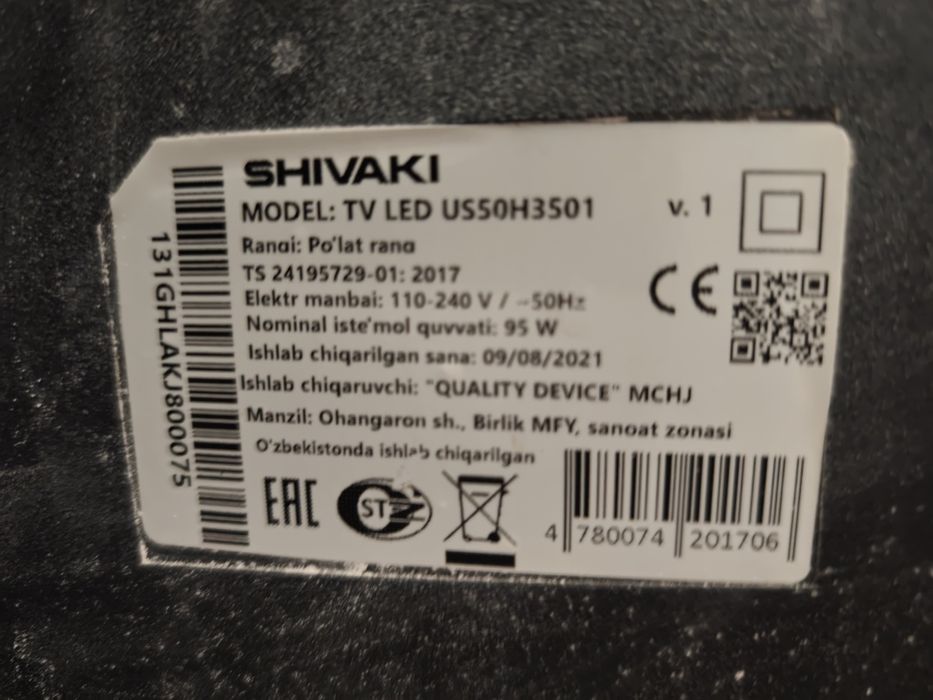 SHIVAKI
MODEL: TV LED US50H3501 v. 1
Rangi: Po'lat rang
TS 24195729-01: 2017
Elektr manbai: 110-240 V / ~50Hz
Nominal iste'mol quvvati: 95 W
Ishlab chiqarilgan sana: 09/08/2021
Ishlab chiqaruvchi: "QUALITY DEVICE" MCHJ
Manzil: Ohangaron sh., Birlik MFY, sanoat zonasi
O'zbekistonda ishlab chiqarilgan
131GHLAKJ800075
CE
EAC
ST
4 780074 201706